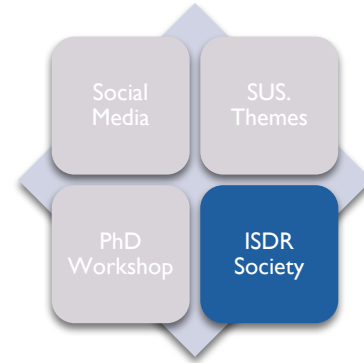 Social
Media
SUS.
Themes
PhD
Workshop
ISDR
Society